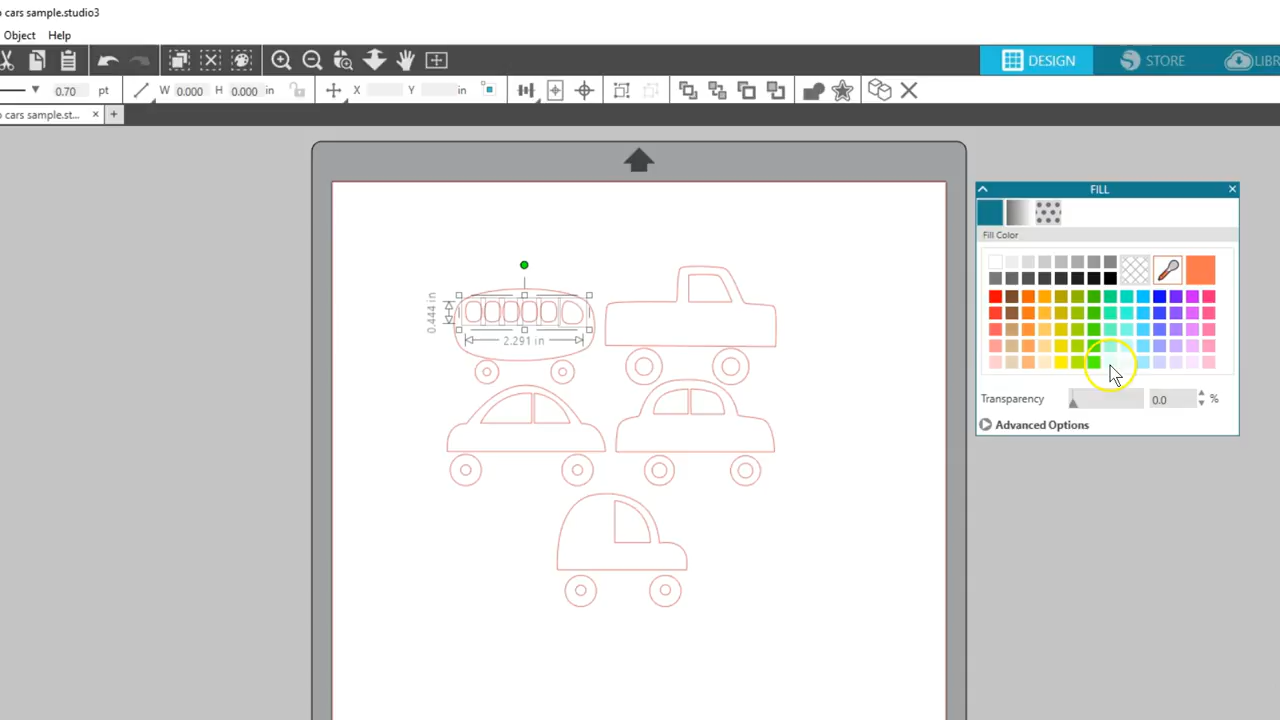 o cars sample.studio3
Object Help
DESIGN STORE LIBR
0.70 pt W 0.000 H 0.000 in X Y in
o cars sample.st... × +
FILL
Fill Color
0.444 in
2.291 in
Transparency 0.0 %
Advanced Options